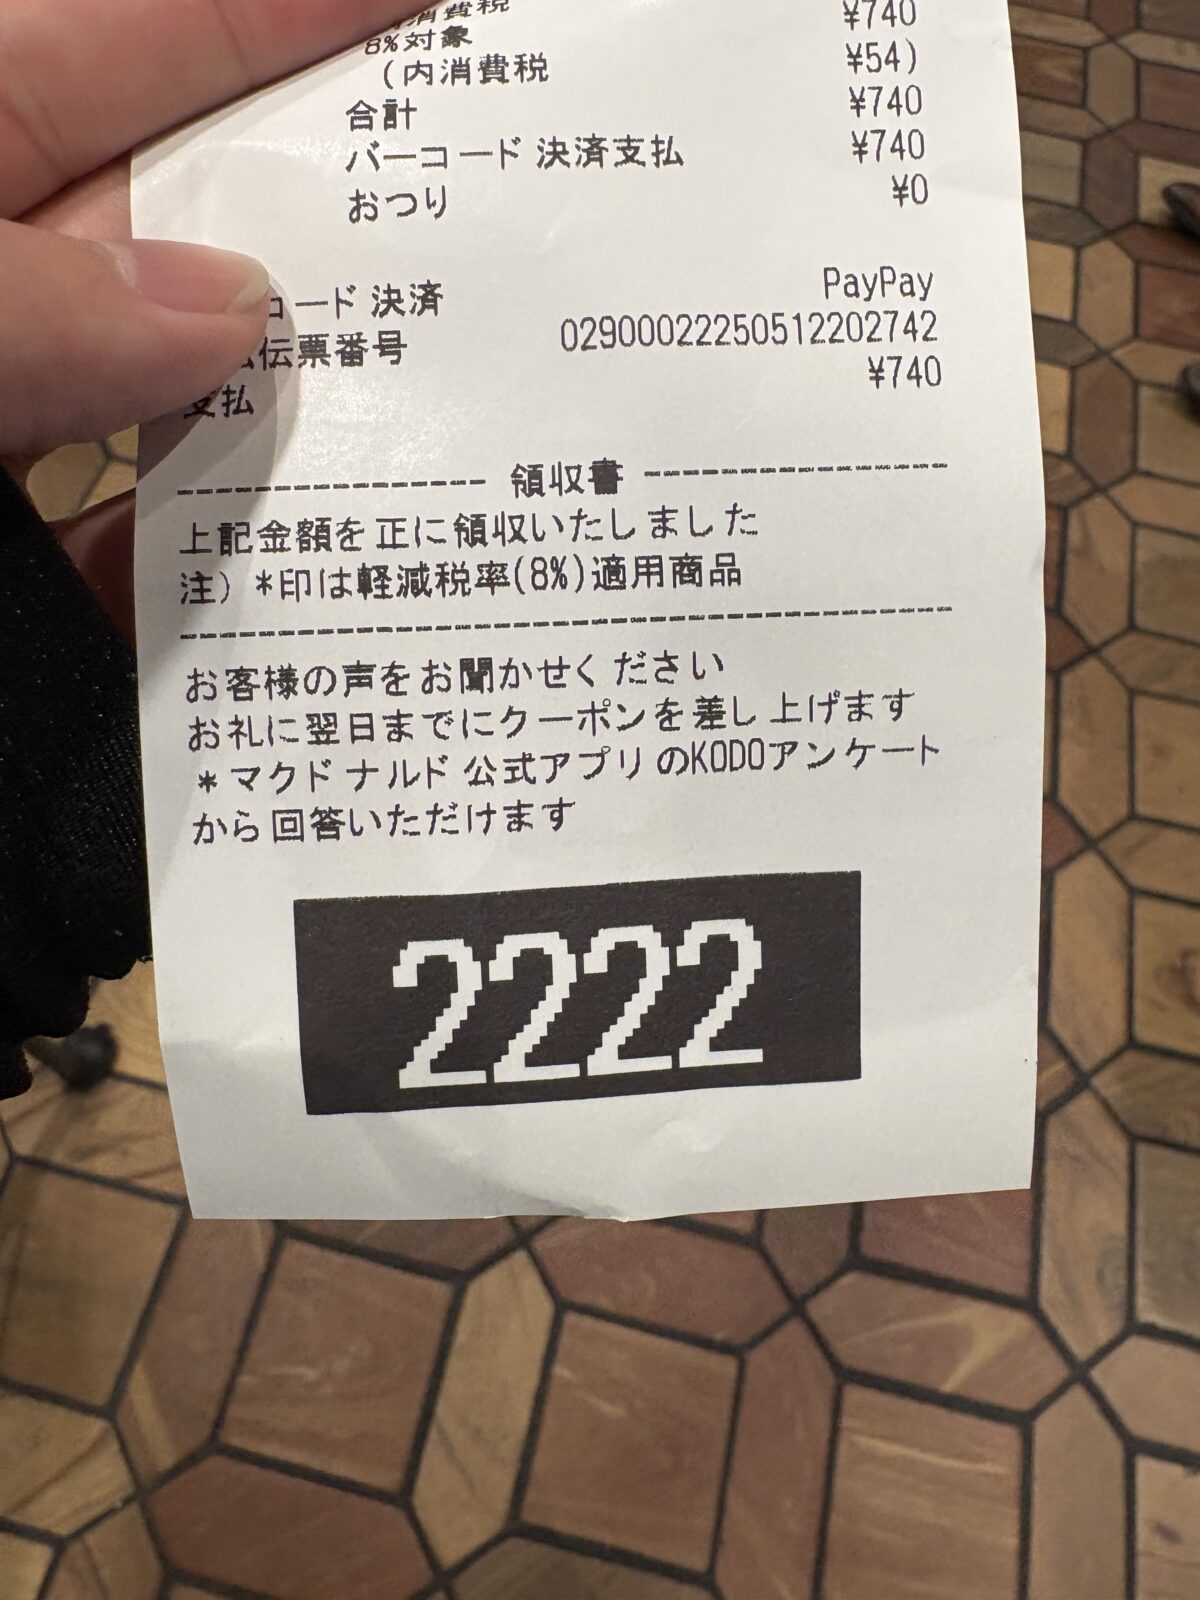 内消費税 ¥740
8%対象 ¥54)
(内消費税 ¥740
合計 ¥740
バーコード決済支払 ¥0
おつり
コード決済 PayPay
伝票番号 02900022250512202742
支払 ¥740
領収書
上記金額を正に領収いたしました
注) *印は軽減税率(8%)適用商品
お客様の声をお聞かせください
お礼に翌日までにクーポンを差し上げます
*マクドナルド公式アプリのKODOアンケート
から回答いただけます
2222